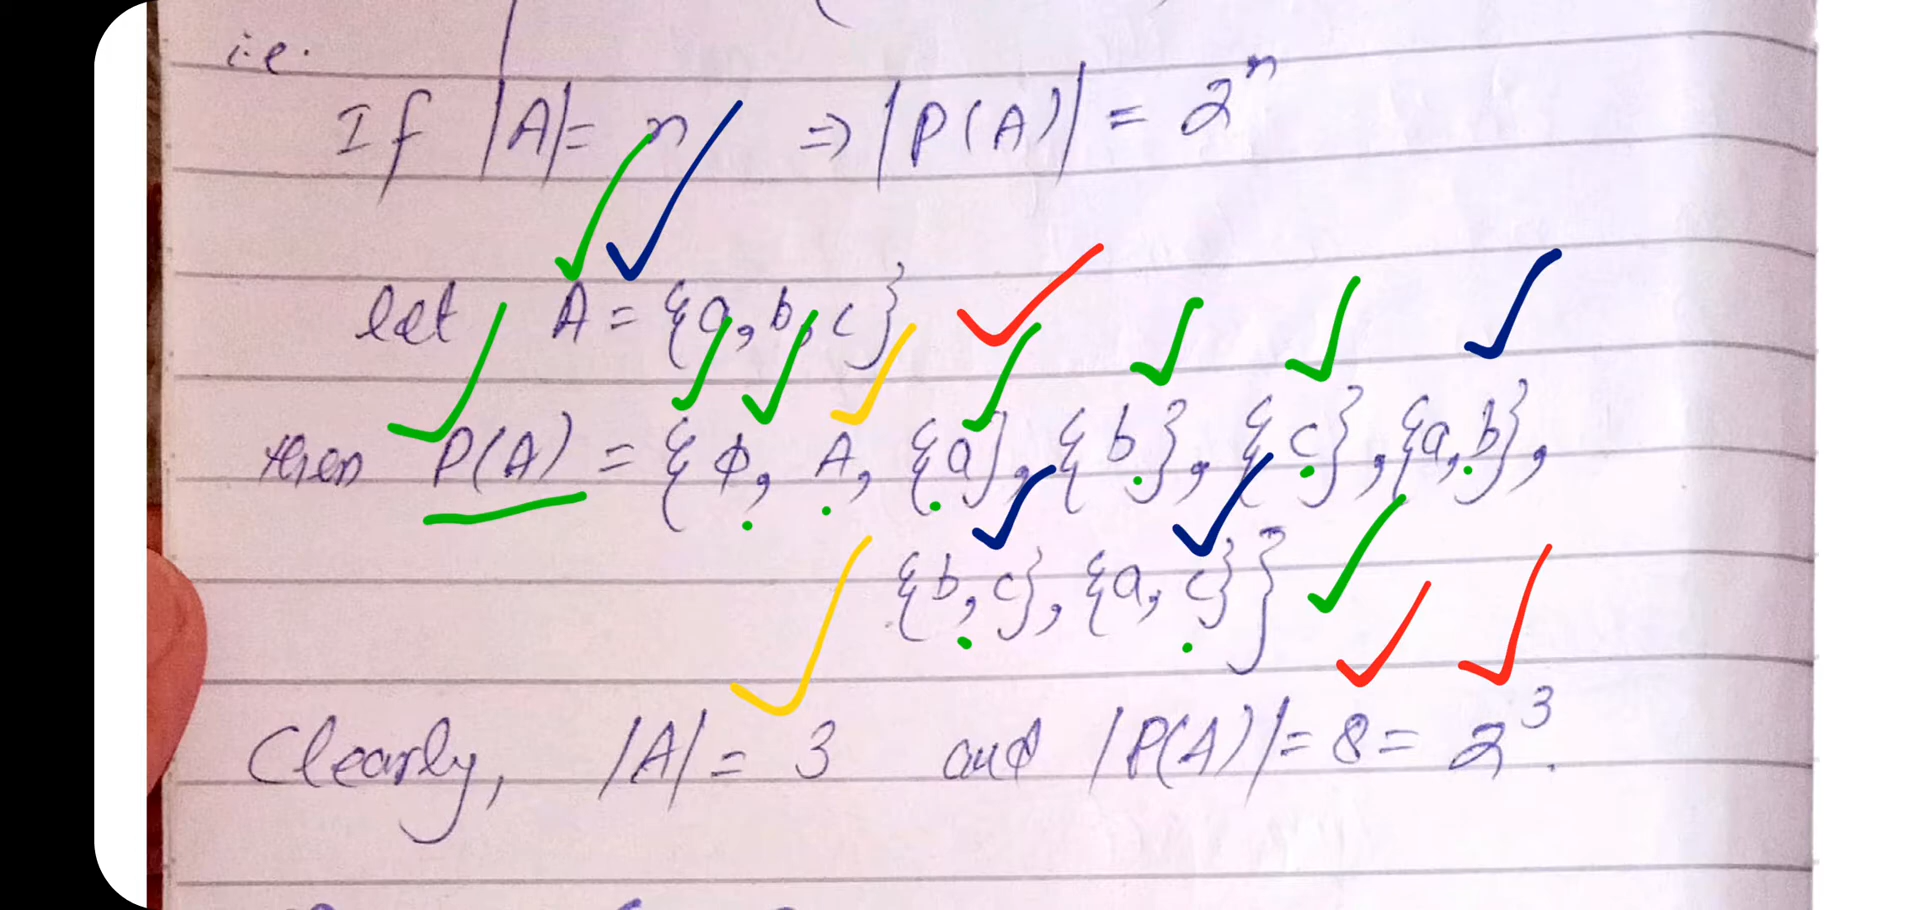 i.e.
If |A| = n ⇒ |P(A)| = 2ⁿ
let A = {a, b, c}
then P(A) = {ϕ, A, {a}, {b}, {c}, {a, b},
{b, c}, {a, c}}
Clearly, |A| = 3 and |P(A)| = 8 = 2³.